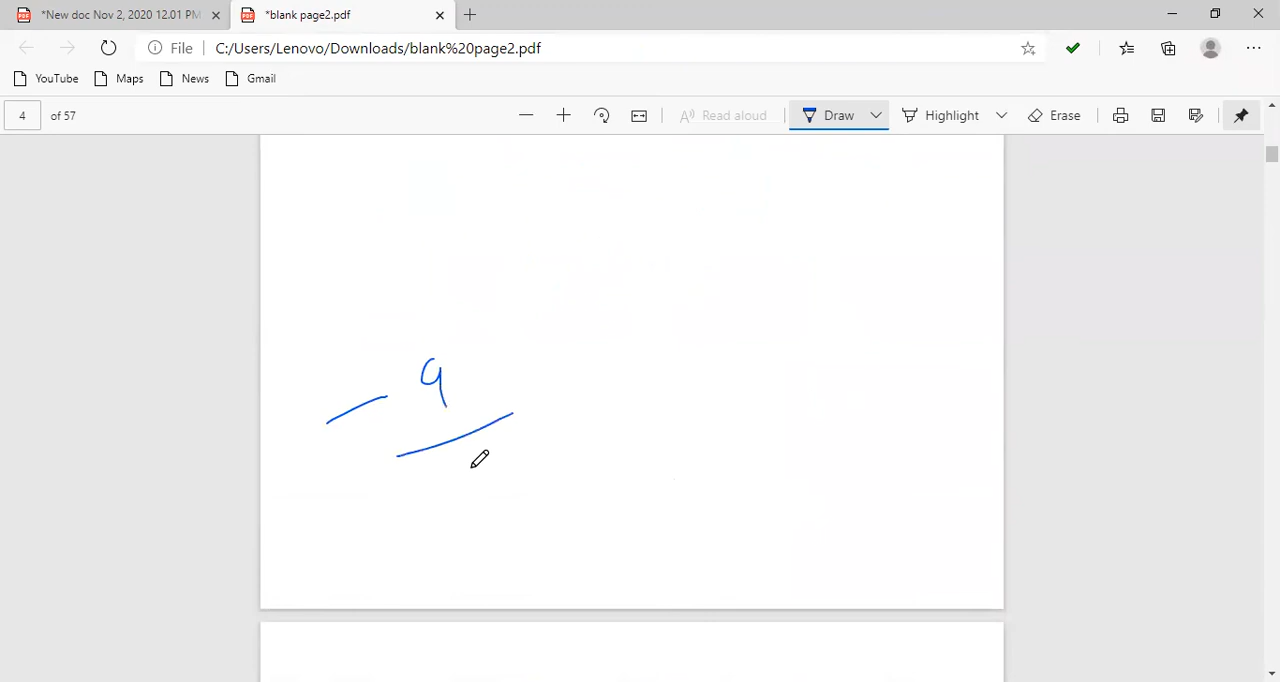 *New doc Nov 2, 2020 12.01 PM
*blank page2.pdf
File | C:/Users/Lenovo/Downloads/blank%20page2.pdf
YouTube Maps News Gmail
4 of 57 Read aloud Draw Highlight Erase
- 9